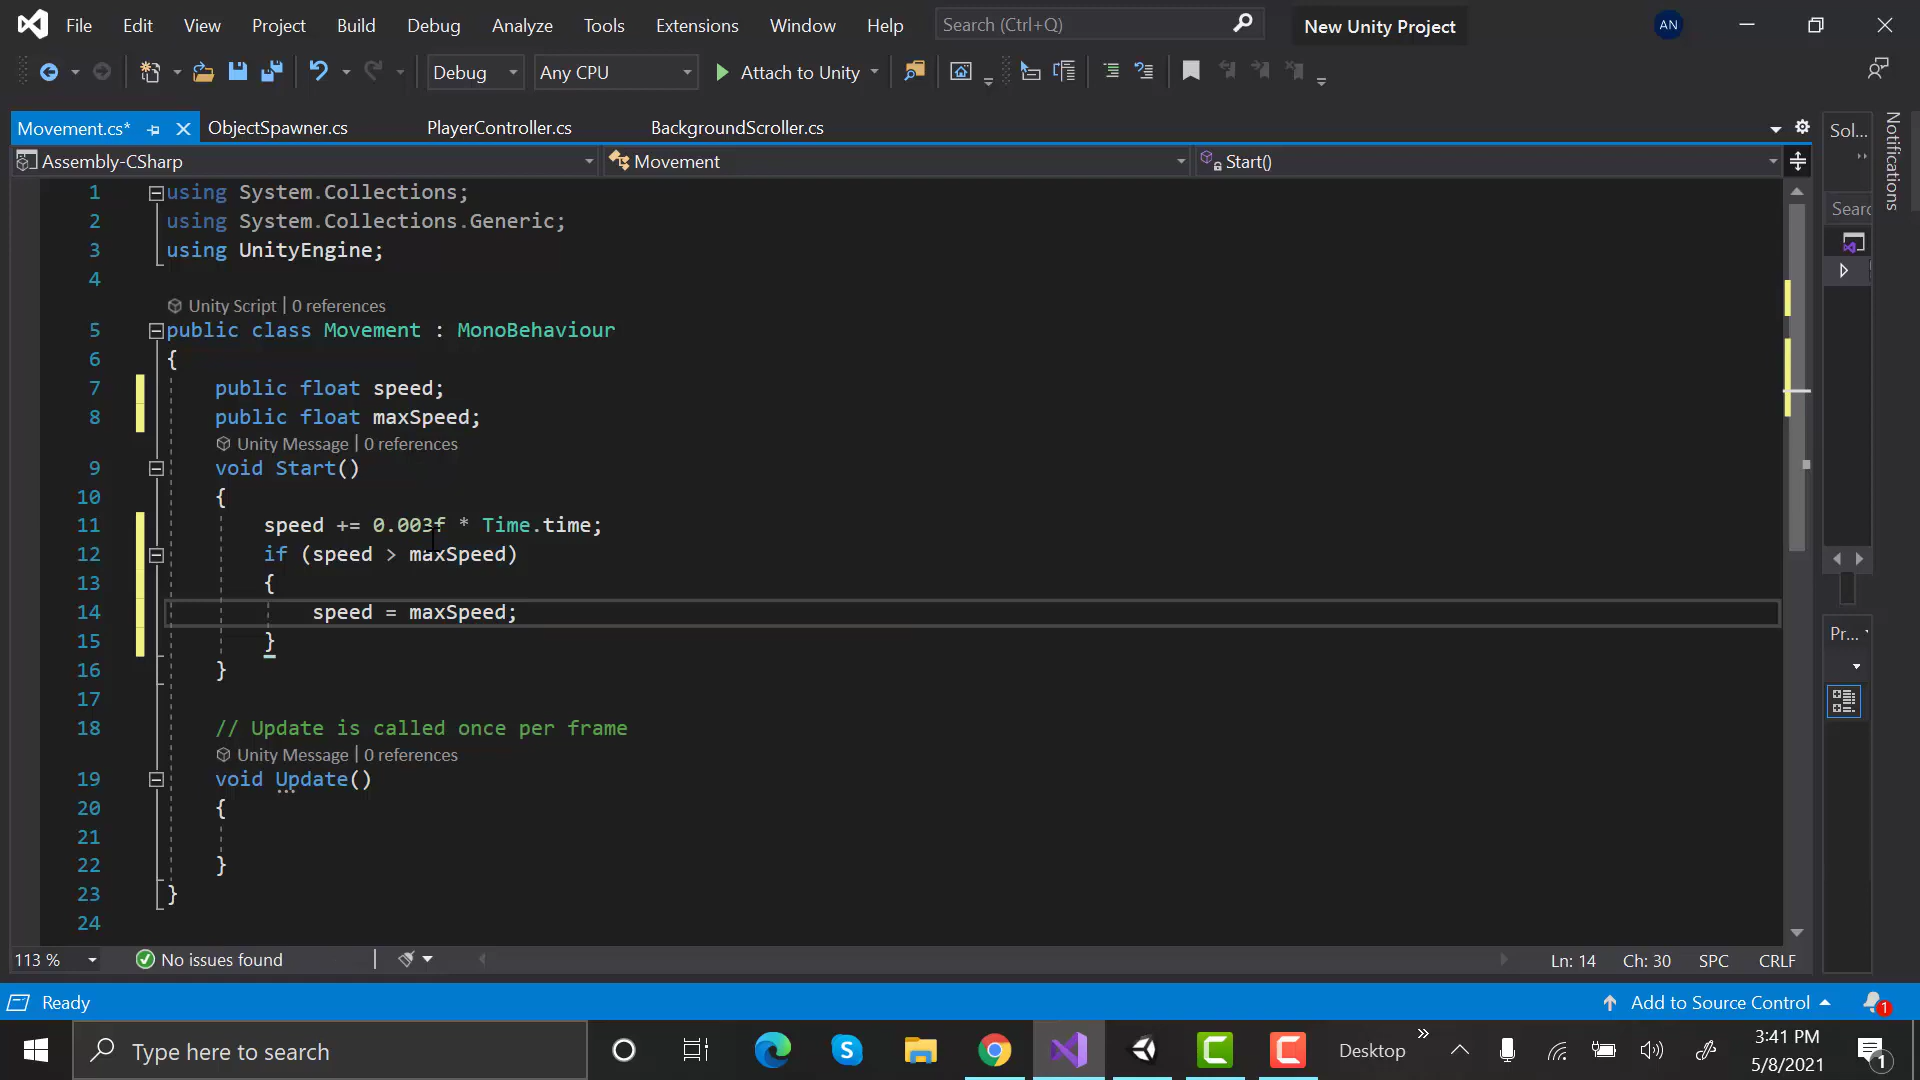 File Edit View Project Build Debug Analyze Tools Extensions Window Help Search (Ctrl+Q) New Unity Project AN
Debug Any CPU Attach to Unity
Movement.cs* ObjectSpawner.cs PlayerController.cs BackgroundScroller.cs Sol...
Assembly-CSharp Movement Start()
Notifications
1 using System.Collections;
2 using System.Collections.Generic;
3 using UnityEngine;
4
Unity Script | 0 references
5 public class Movement : MonoBehaviour
6 {
7 public float speed;
8 public float maxSpeed;
Unity Message | 0 references
9 void Start()
10 {
11 speed += 0.003f * Time.time;
12 if (speed > maxSpeed)
13 {
14 speed = maxSpeed;
15 }
16 }
17
18 // Update is called once per frame
Unity Message | 0 references
19 void Update()
20 {
21
22 }
23 }
24
Searc
Pr...
113 % No issues found Ln: 14 Ch: 30 SPC CRLF
Ready Add to Source Control 1
Type here to search Desktop 3:41 PM
5/8/2021 1